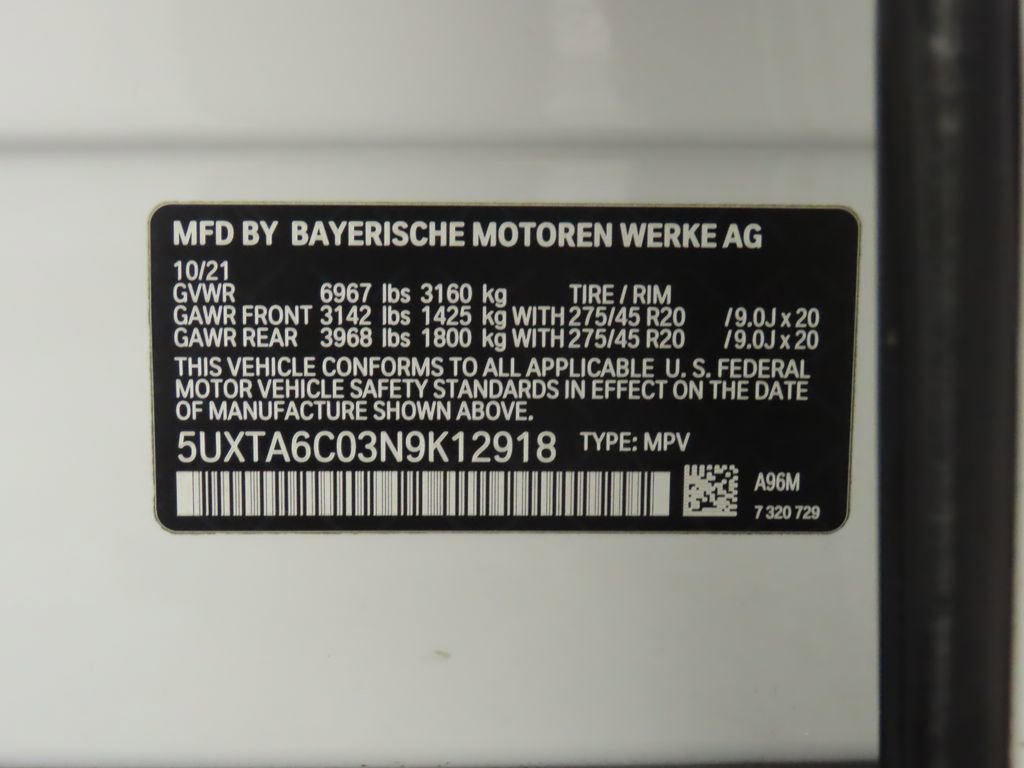 MFD BY BAYERISCHE MOTOREN WERKE AG
10/21
GVWR 6967 lbs 3160 kg TIRE / RIM
GAWR FRONT 3142 lbs 1425 kg WITH 275/45 R20 /9.0J x 20
GAWR REAR 3968 lbs 1800 kg WITH 275/45 R20 /9.0J x 20
THIS VEHICLE CONFORMS TO ALL APPLICABLE U. S. FEDERAL
MOTOR VEHICLE SAFETY STANDARDS IN EFFECT ON THE DATE
OF MANUFACTURE SHOWN ABOVE.
5UXTA6C03N9K12918 TYPE: MPV
A96M
7 320 729